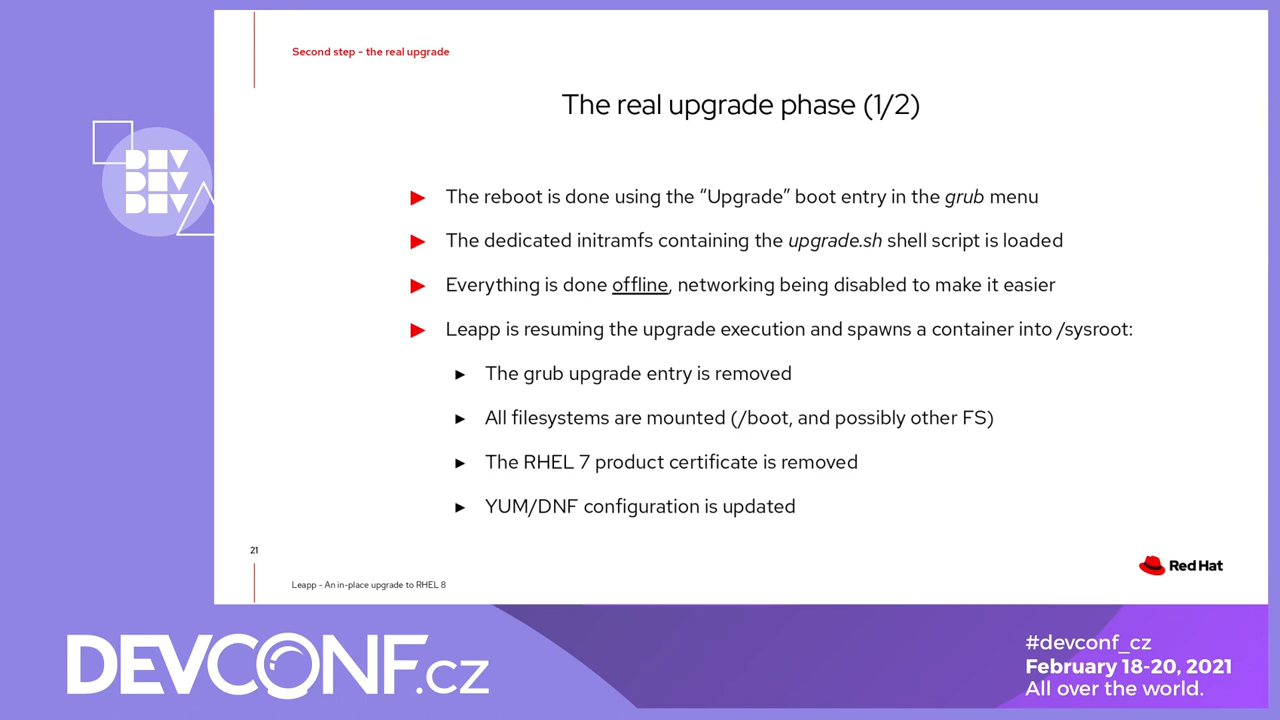 Second step - the real upgrade
The real upgrade phase (1/2)
DEV
DEV
DEV
The reboot is done using the “Upgrade” boot entry in the grub menu
The dedicated initramfs containing the upgrade.sh shell script is loaded
Everything is done offline, networking being disabled to make it easier
Leapp is resuming the upgrade execution and spawns a container into /sysroot:
The grub upgrade entry is removed
All filesystems are mounted (/boot, and possibly other FS)
The RHEL 7 product certificate is removed
YUM/DNF configuration is updated
21
Red Hat
Leapp - An in-place upgrade to RHEL 8
DEVCONF.cz
#devconf_cz
February 18-20, 2021
All over the world.